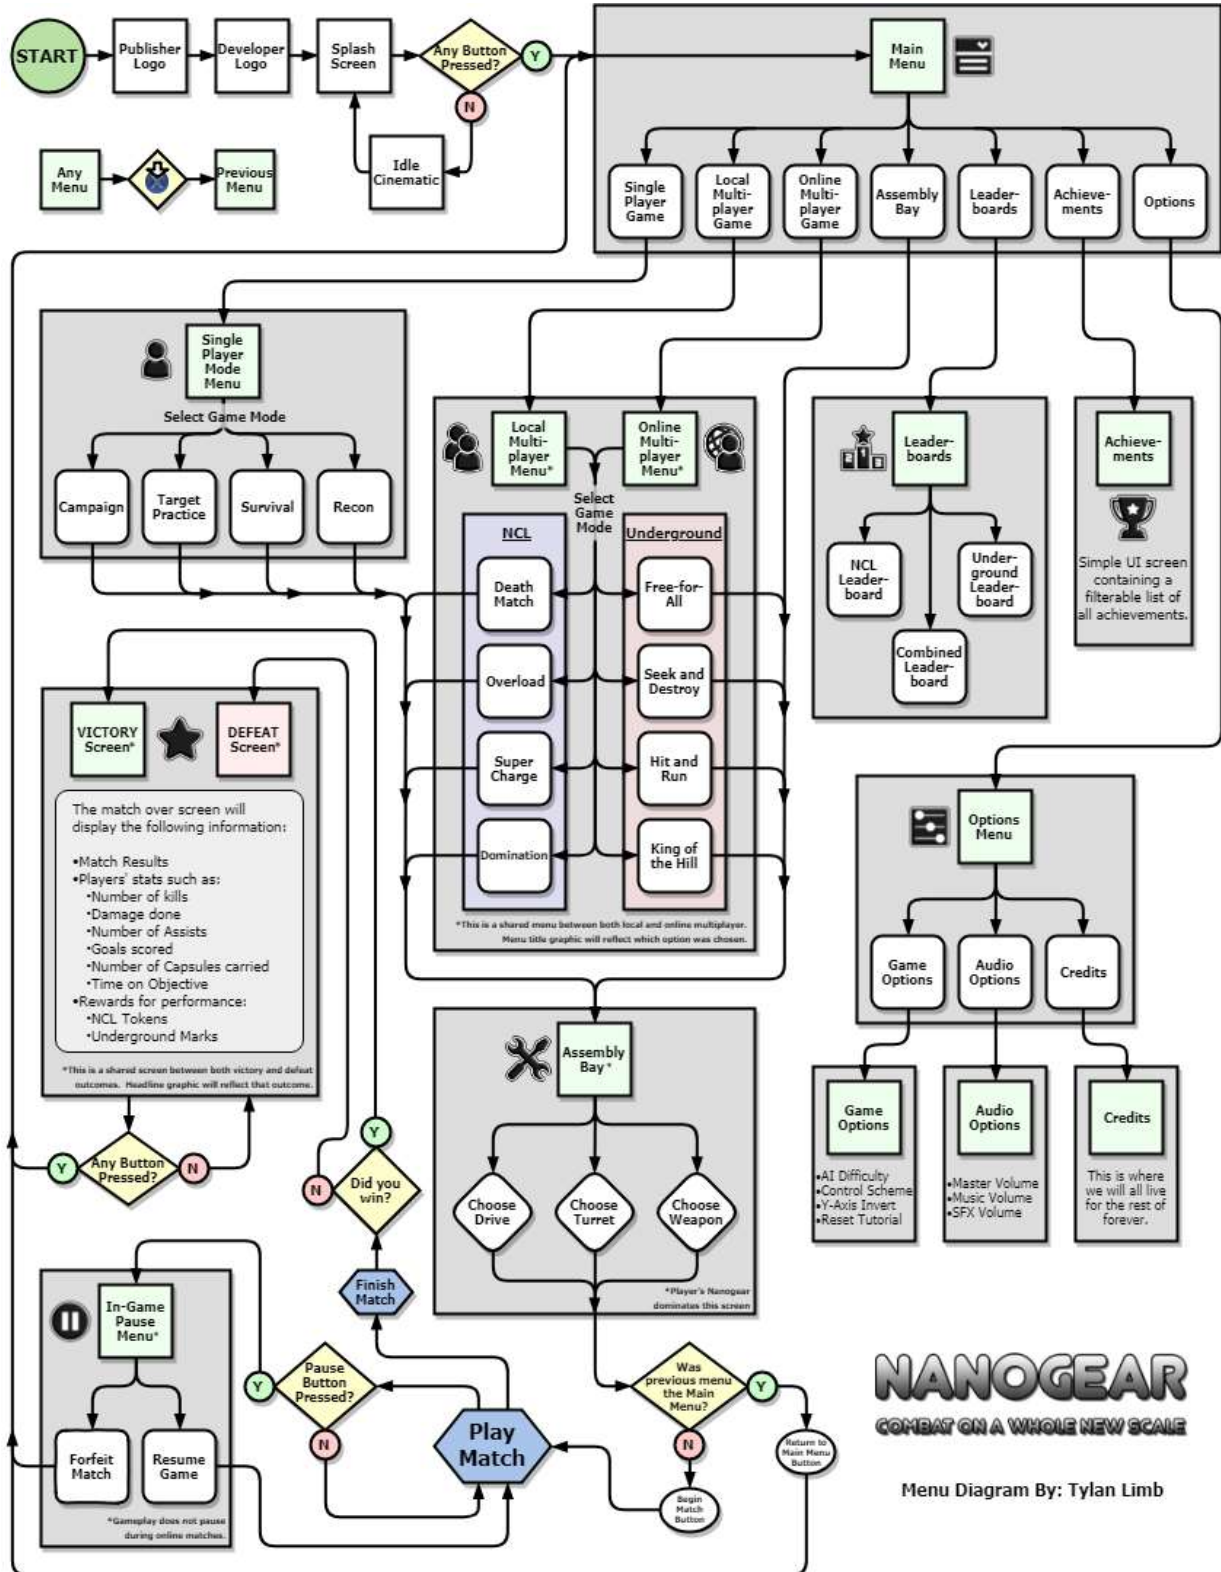 START
Publisher
Logo
Developer
Logo
Splash
Screen
Any Button
Pressed?
Y
N
Idle
Cinematic
Any
Menu
Previous
Menu
Main
Menu
Single
Player
Game
Local
Multi-
player
Game
Online
Multi-
player
Game
Assembly
Bay
Leader-
boards
Achieve-
ments
Options
Single
Player
Mode
Menu
Select Game Mode
Campaign
Target
Practice
Survival
Recon
Local
Multi-
player
Menu*
Online
Multi-
player
Menu*
Select
Game
Mode
NCL
Death
Match
Overload
Super
Charge
Domination
Underground
Free-for-
All
Seek and
Destroy
Hit and
Run
King of
the Hill
*This is a shared menu between both local and online multiplayer.
Menu title graphic will reflect which option was chosen.
Leader-
boards
2 1 3
NCL
Leader-
board
Under-
ground
Leader-
board
Combined
Leader-
board
Achieve-
ments
Simple UI screen
containing a
filterable list of
all achievements.
VICTORY
Screen*
DEFEAT
Screen*
The match over screen will
display the following information:
•Match Results
•Players' stats such as:
•Number of kills
•Damage done
•Number of Assists
•Goals scored
•Number of Capsules carried
•Time on Objective
•Rewards for performance:
•NCL Tokens
•Underground Marks
*This is a shared screen between both victory and defeat
outcomes. Headline graphic will reflect that outcome.
Y
Any Button
Pressed?
N
Options
Menu
Game
Options
Audio
Options
Credits
Game
Options
•AI Difficulty
•Control Scheme
•Y-Axis Invert
•Reset Tutorial
Audio
Options
•Master Volume
•Music Volume
•SFX Volume
Credits
This is where
we will all live
for the rest of
forever.
Assembly
Bay*
Choose
Drive
Choose
Turret
Choose
Weapon
*Player's Nanogear
dominates this screen
Y
N
Did you
win?
Finish
Match
In-Game
Pause
Menu*
Forfeit
Match
Resume
Game
*Gameplay does not pause
during online matches.
Y
Pause
Button
Pressed?
N
Play
Match
Was
previous menu
the Main
Menu?
Y
N
Return to
Main Menu
Button
Begin
Match
Button
NANOGEAR
COMBAT ON A WHOLE NEW SCALE
Menu Diagram By: Tylan Limb